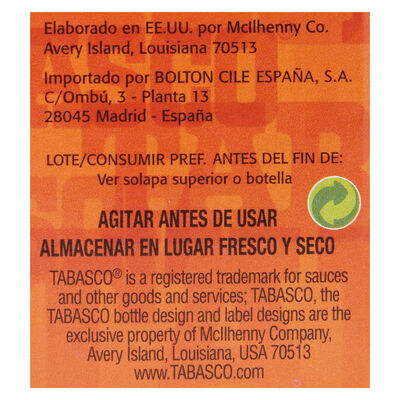 Elaborado en EE.UU. por McIlhenny Co.
Avery Island, Louisiana 70513
Importado por BOLTON CILE ESPAÑA, S.A.
C/Ombú, 3 - Planta 13
28045 Madrid - España
LOTE/CONSUMIR PREF. ANTES DEL FIN DE:
Ver solapa superior o botella
AGITAR ANTES DE USAR
ALMACENAR EN LUGAR FRESCO Y SECO
TABASCO® is a registered trademark for sauces
and other goods and services; TABASCO, the
TABASCO bottle design and label designs are the
exclusive property of McIlhenny Company,
Avery Island, Louisiana, USA 70513
www.TABASCO.com